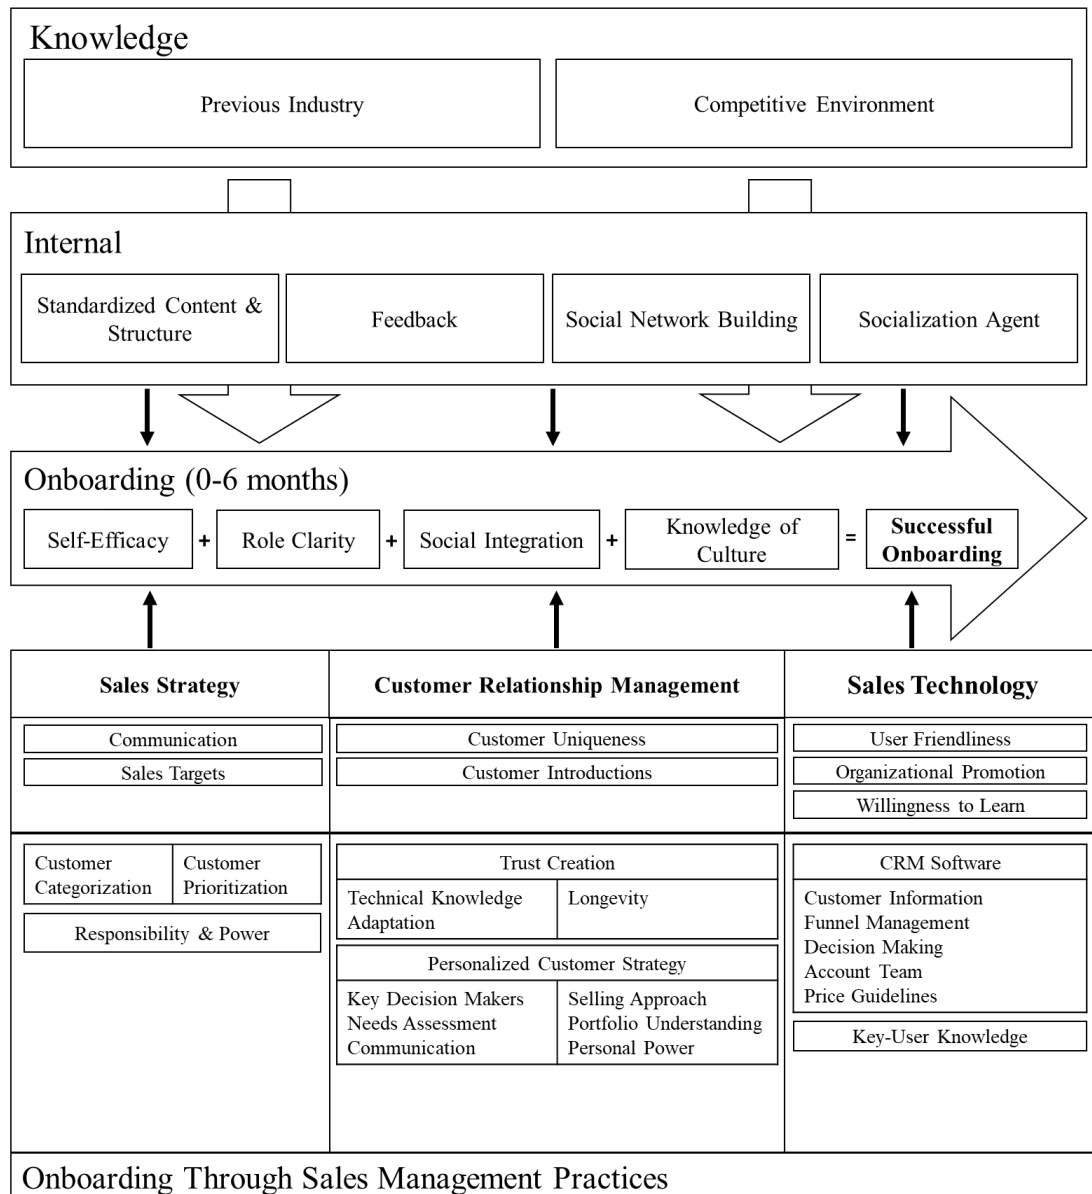 Knowledge
Previous Industry
Competitive Environment
Internal
Standardized Content &
Structure
Feedback
Social Network Building
Socialization Agent
Onboarding (0-6 months)
Self-Efficacy
+
Role Clarity
+
Social Integration
+
Knowledge of
Culture
=
Successful
Onboarding
Sales Strategy
Customer Relationship Management
Sales Technology
Communication
Sales Targets
Customer Uniqueness
Customer Introductions
User Friendliness
Organizational Promotion
Willingness to Learn
Customer
Categorization
Customer
Prioritization
Responsibility & Power
Trust Creation
Technical Knowledge
Adaptation
Longevity
Personalized Customer Strategy
Key Decision Makers
Needs Assessment
Communication
Selling Approach
Portfolio Understanding
Personal Power
CRM Software
Customer Information
Funnel Management
Decision Making
Account Team
Price Guidelines
Key-User Knowledge
Onboarding Through Sales Management Practices